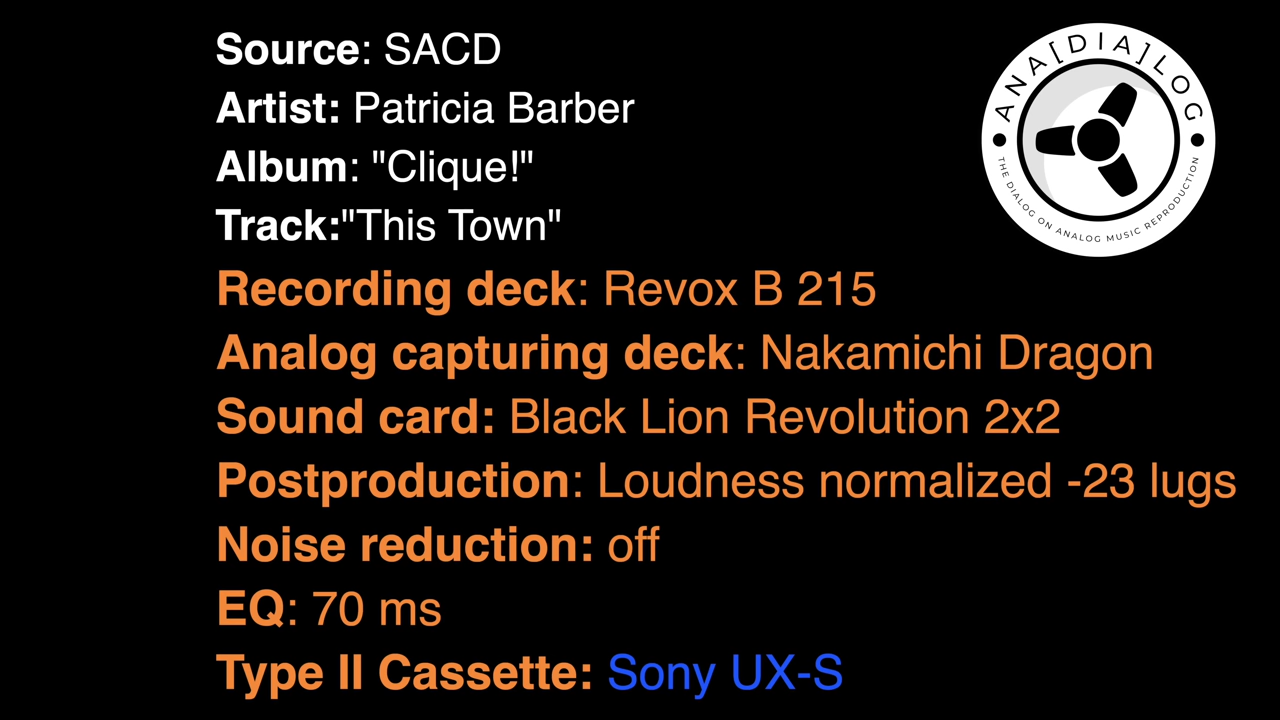 Source: SACD
Artist: Patricia Barber
Album: "Clique!"
Track:"This Town"
Recording deck: Revox B 215
Analog capturing deck: Nakamichi Dragon
Sound card: Black Lion Revolution 2x2
Postproduction: Loudness normalized -23 lugs
Noise reduction: off
EQ: 70 ms
Type II Cassette: Sony UX-S
ANA[DIA]LOG
THE DIALOG ON ANALOG MUSIC REPRODUCTION